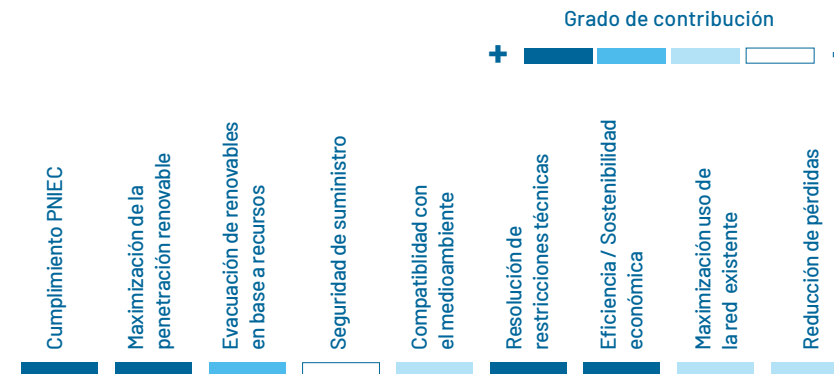 Grado de contribución
+
Cumplimiento PNIEC
Maximización de la
penetración renovable
Evacuación de renovables
en base a recursos
Seguridad de suministro
Compatiblidad con
el medioambiente
Resolución de
restricciones técnicas
Eficiencia / Sostenibilidad
económica
Maximización uso de
la red existente
Reducción de pérdidas